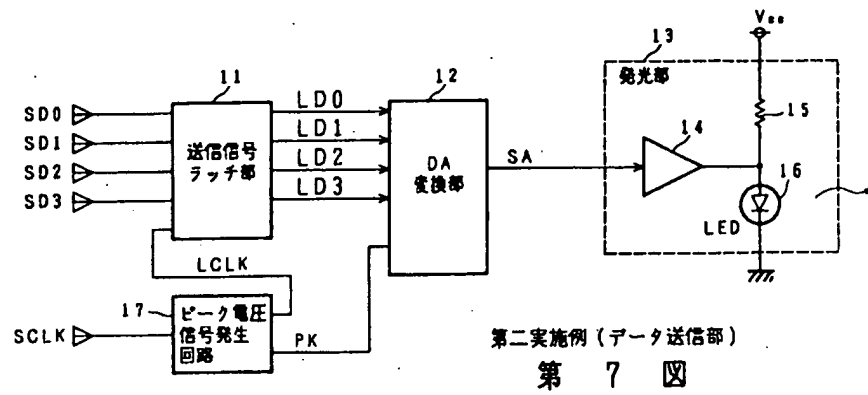 SD0
SD1
SD2
SD3
11
送信信号
ラッチ部
LD0
LD1
LD2
LD3
12
DA
変換部
SA
13
発光部
14
15
16
LED
LCLK
SCLK
17
ピーク電圧
信号発生
回路
PK
第二実施例(データ送信部)
第 7 図